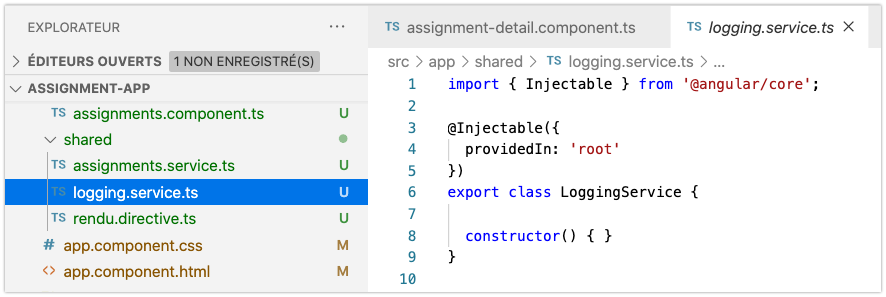 EXPLORATEUR ···
ÉDITEURS OUVERTS 1 NON ENREGISTRÉ(S)
ASSIGNMENT-APP
TS assignments.component.ts U
shared
TS assignments.service.ts U
TS logging.service.ts U
TS rendu.directive.ts U
# app.component.css M
<> app.component.html M
TS assignment-detail.component.ts
TS logging.service.ts ×
src > app > shared > TS logging.service.ts > ...
1 import { Injectable } from '@angular/core';
2
3 @Injectable({
4 providedIn: 'root'
5 })
6 export class LoggingService {
7
8 constructor() { }
9 }
10